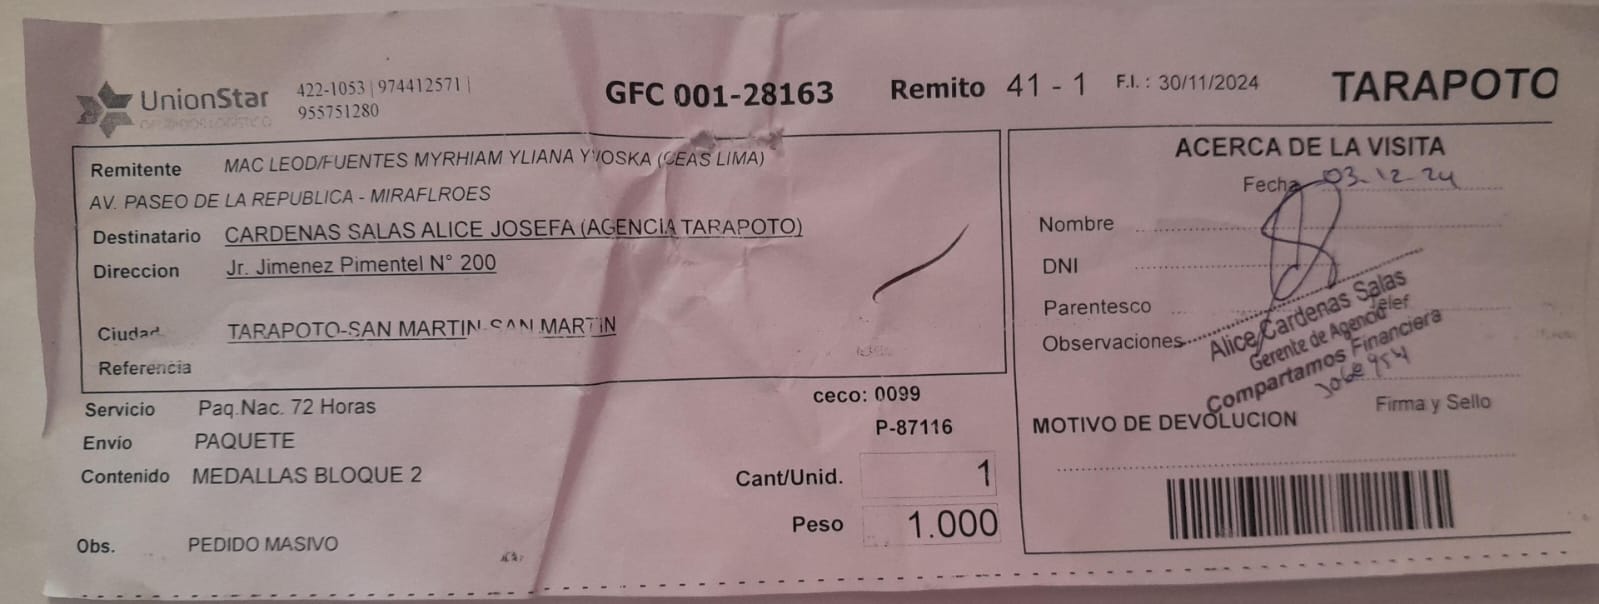 UnionStar
OPERADOR LOGÍSTICO
422-1053 | 974412571 |
955751280
GFC 001-28163
Remito 41 - 1
F.I. : 30/11/2024
TARAPOTO
Remitente MAC LEOD/FUENTES MYRHIAM YLIANA YVOSKA (CEAS LIMA)
AV. PASEO DE LA REPUBLICA - MIRAFLROES
Destinatario CARDENAS SALAS ALICE JOSEFA (AGENCIA TARAPOTO)
Direccion Jr. Jimenez Pimentel N° 200
Ciudad TARAPOTO-SAN MARTIN-SAN MARTIN
Referencia
Servicio Paq.Nac. 72 Horas
Envío PAQUETE
Contenido MEDALLAS BLOQUE 2
Obs. PEDIDO MASIVO
ceco: 0099
P-87116
Cant/Unid. 1
Peso 1.000
ACERCA DE LA VISITA
Fecha 03-12-24
Nombre
DNI
Parentesco
Telef
Observaciones
Alice Cardenas Salas
Gerente de Agencia
Compartamos Financiera
Firma y Sello
MOTIVO DE DEVOLUCION